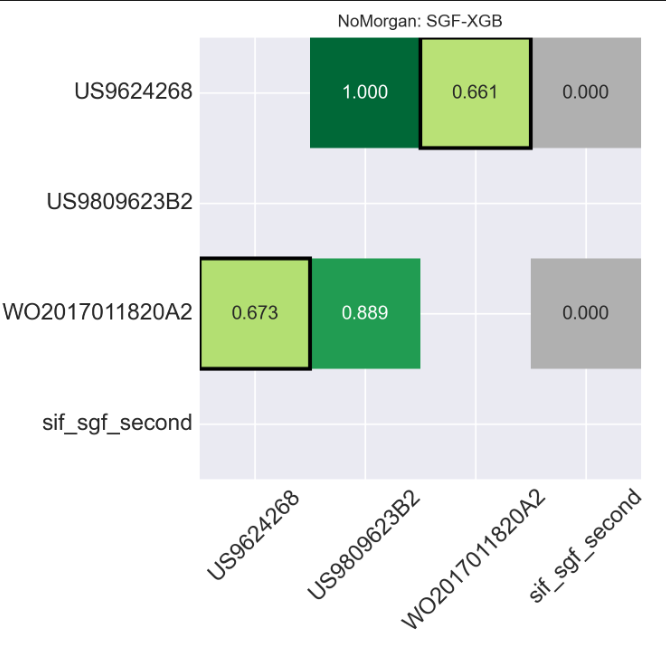 NoMorgan: SGF-XGB
US9624268
1.000
0.661
0.000
US9809623B2
WO2017011820A2
0.673
0.889
0.000
sif_sgf_second
US9624268
US9809623B2
WO2017011820A2
sif_sgf_second